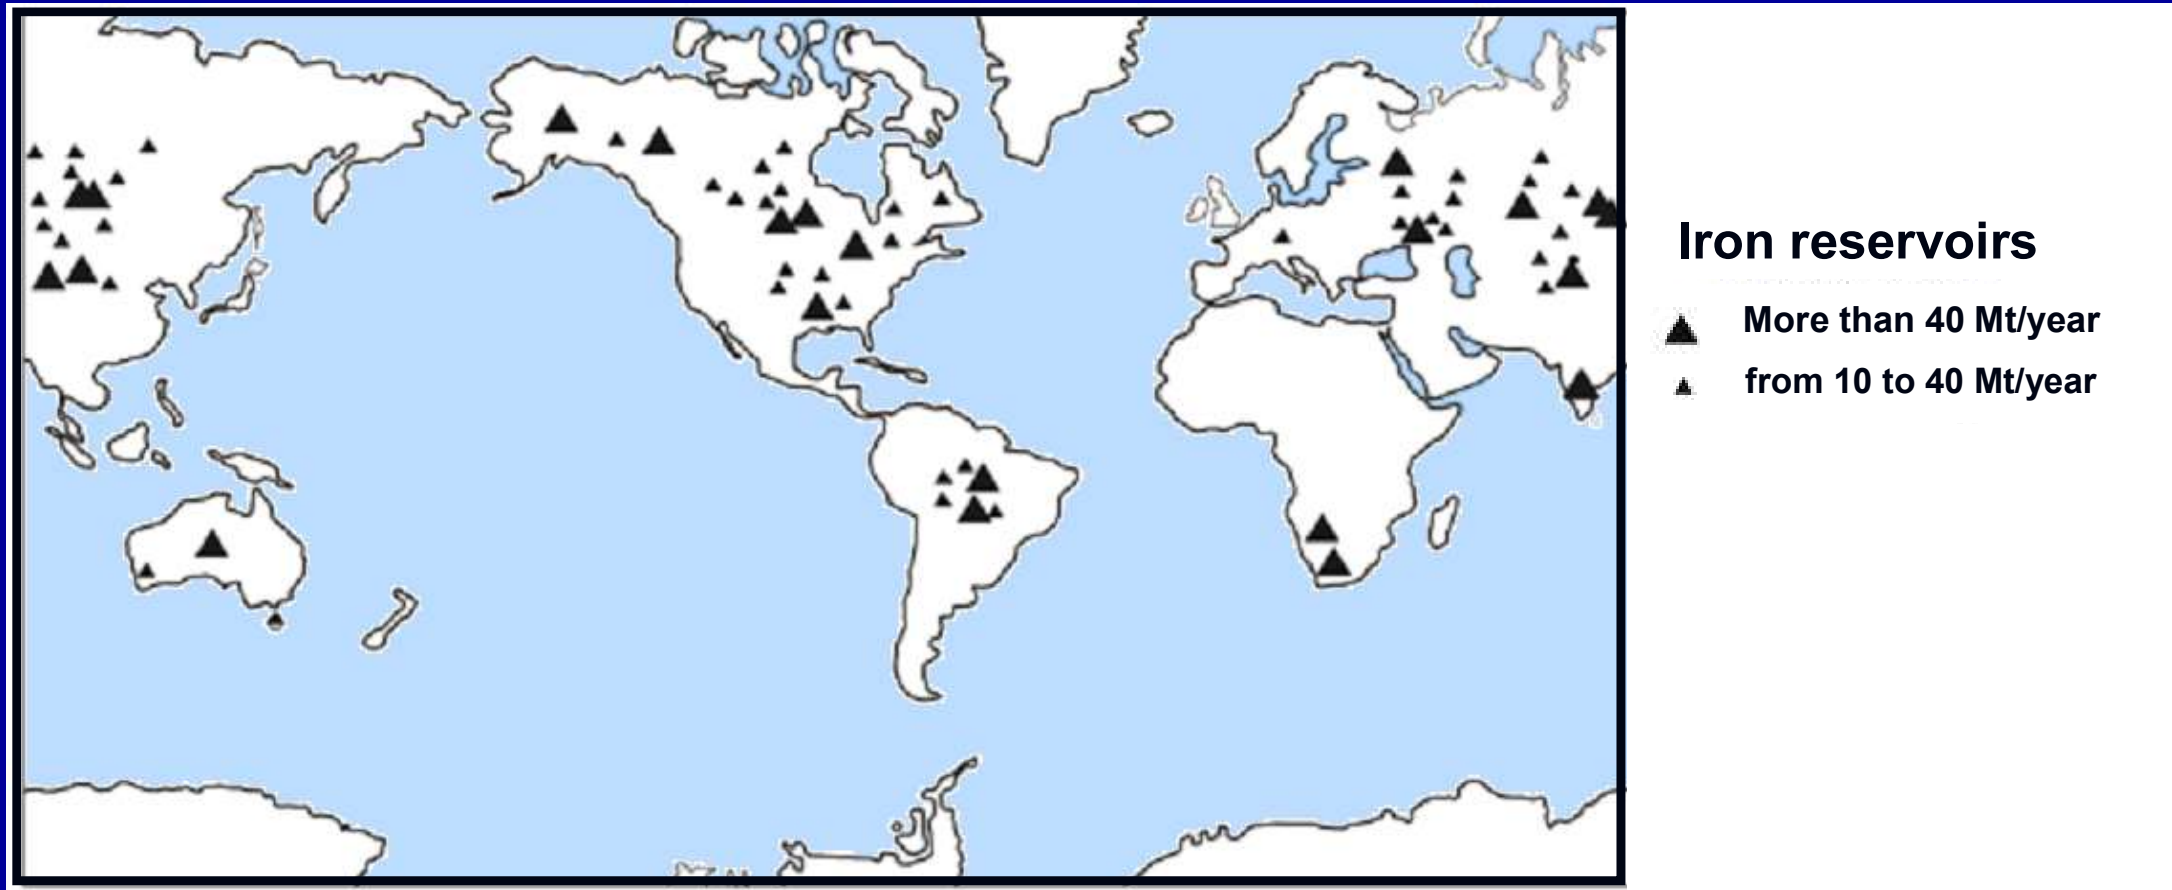 Iron reservoirs
More than 40 Mt/year
from 10 to 40 Mt/year